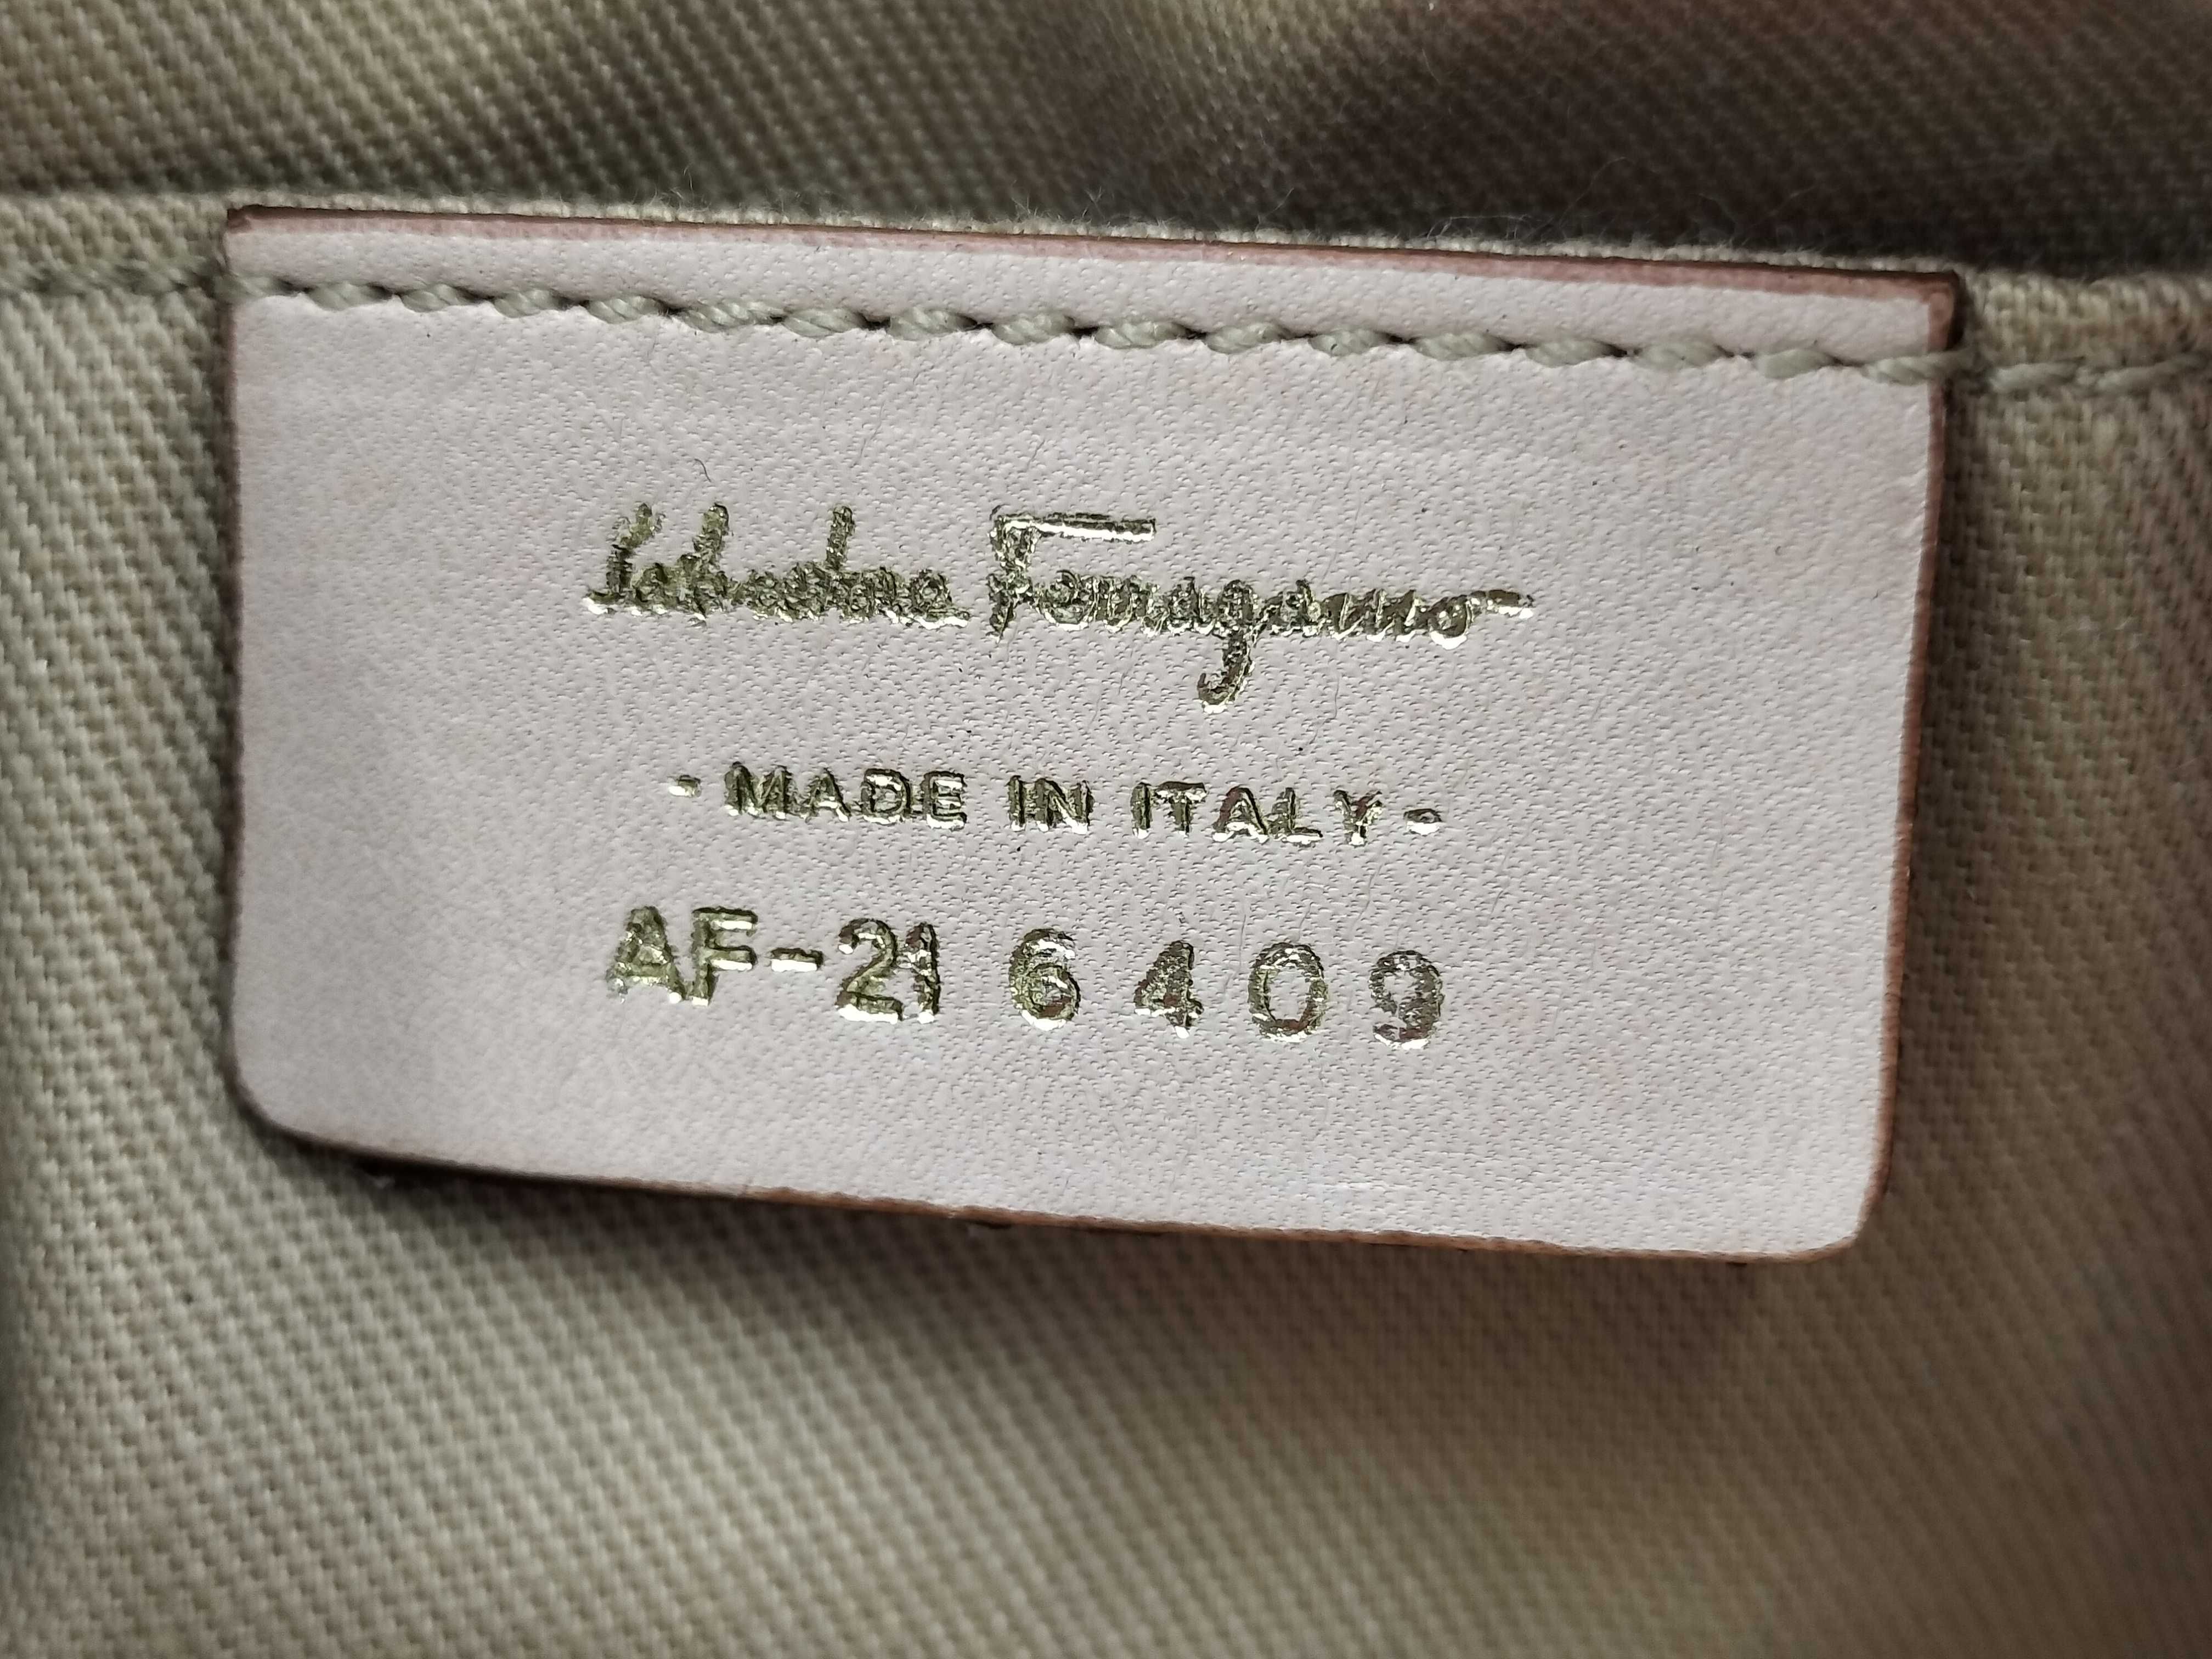 Salvatore Ferragamo
- MADE IN ITALY -
AF-21 6409